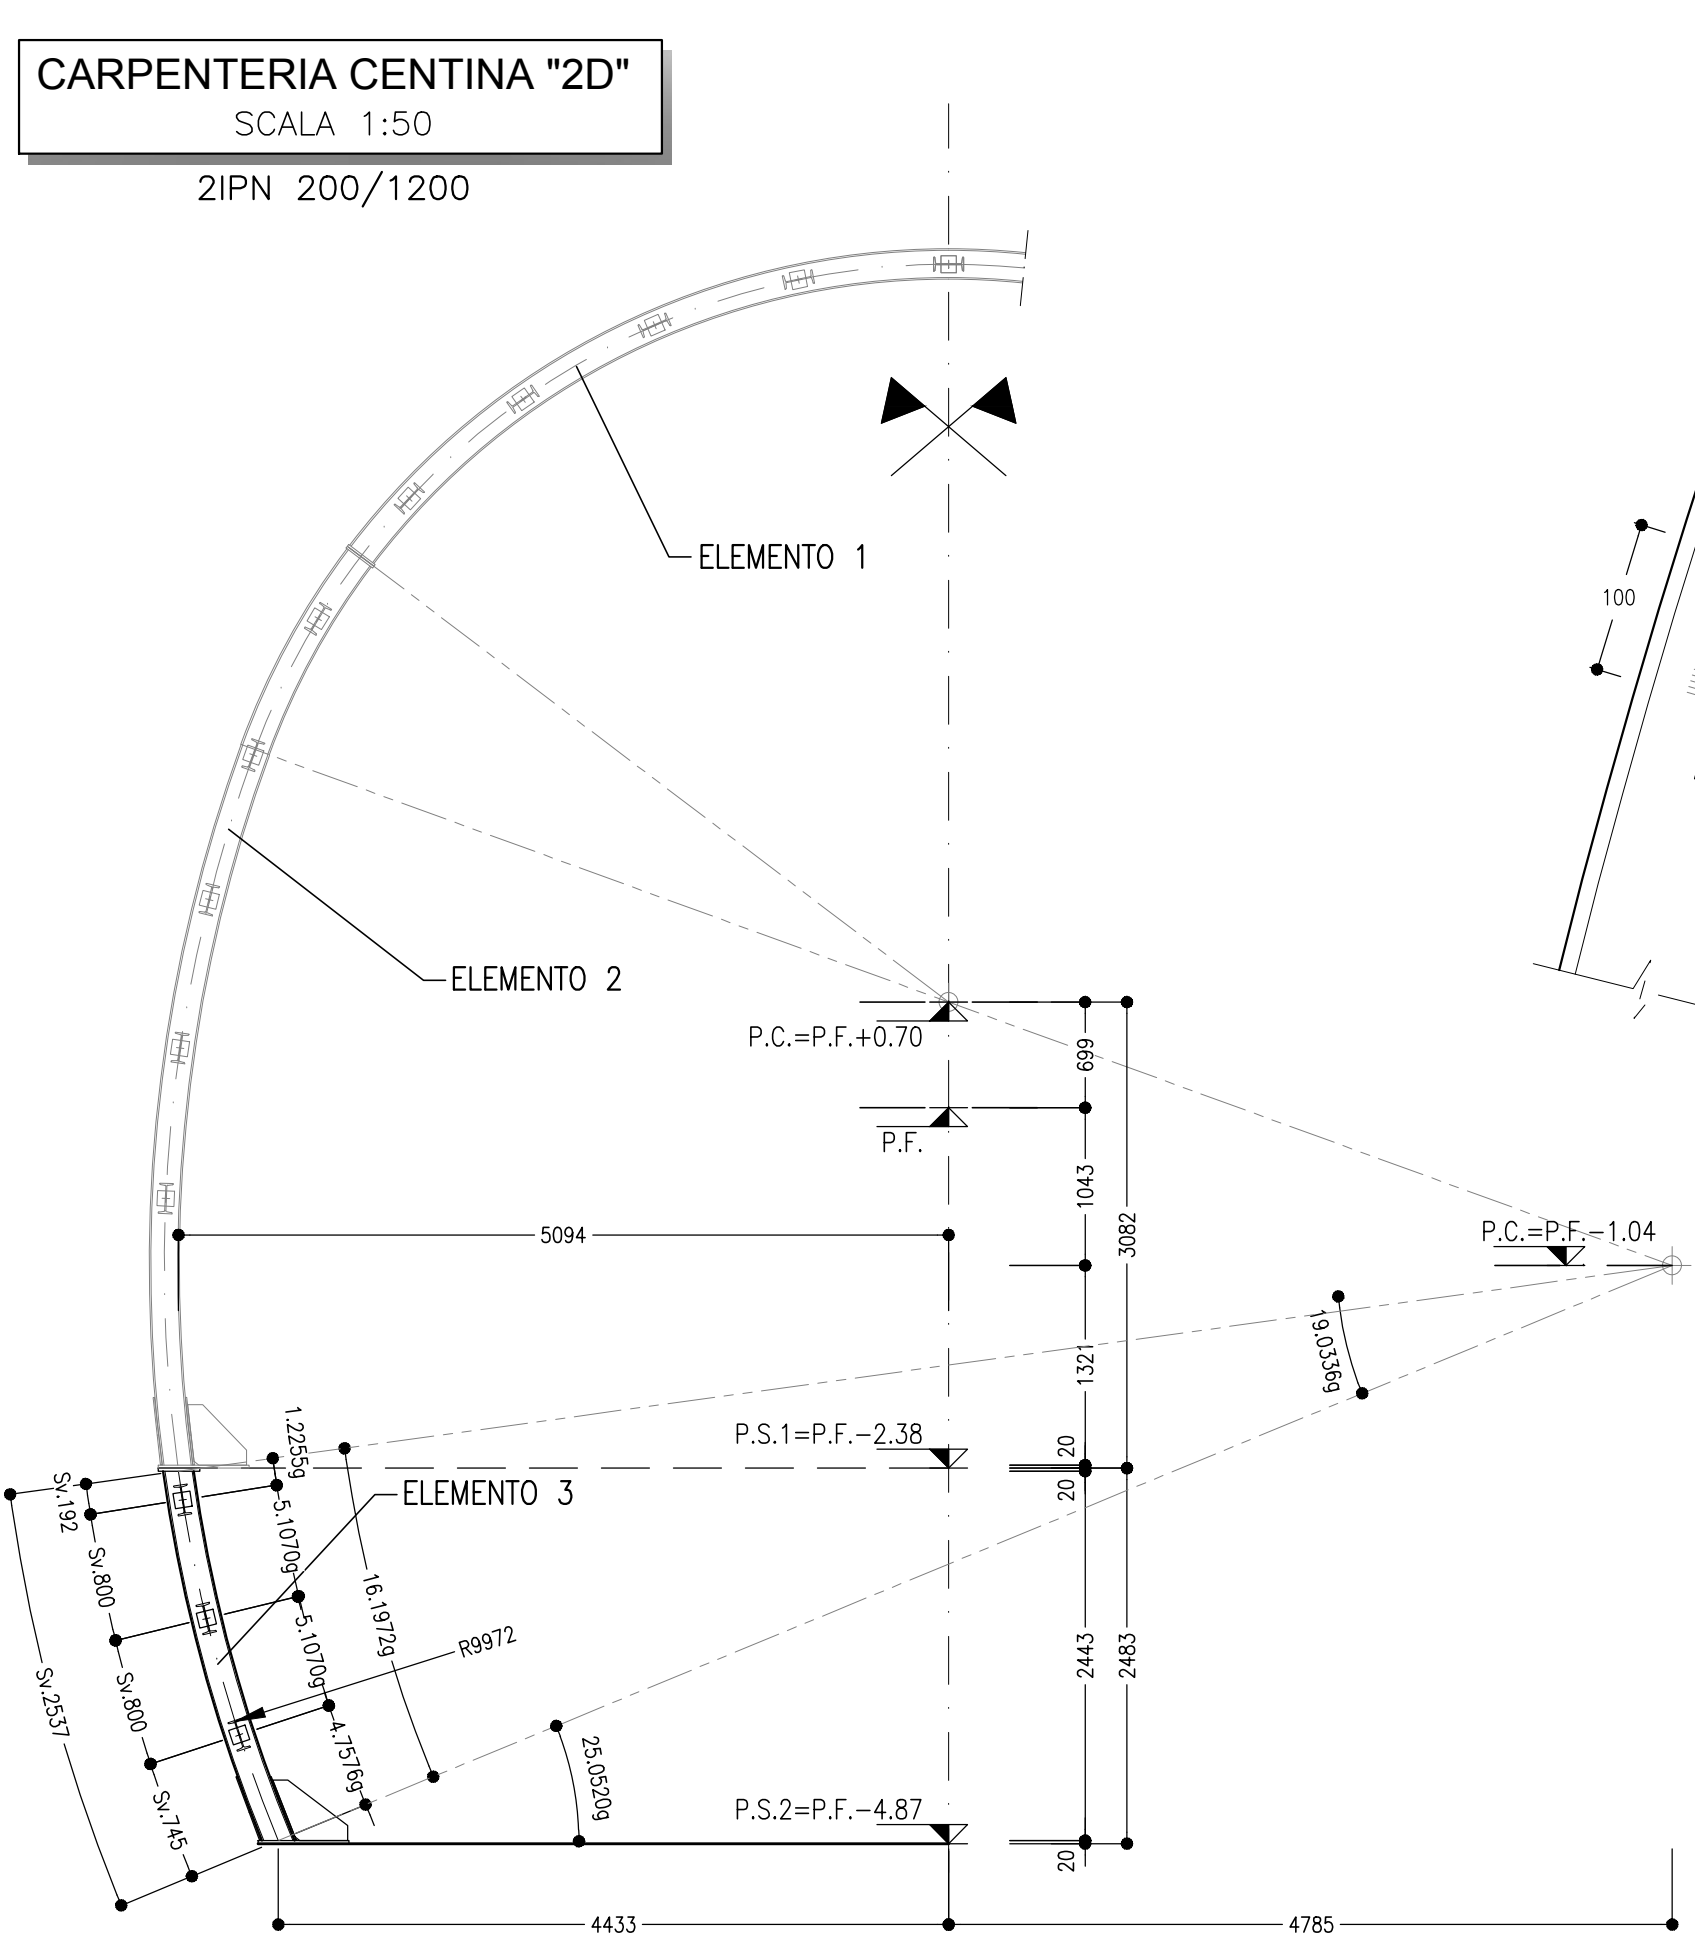 CARPENTERIA CENTINA "2D"
SCALA 1:50
2IPN 200/1200
ELEMENTO 1
100
ELEMENTO 2
P.C.=P.F.+0.70
699
P.F.
1043
3082
5094
P.C.=P.F.-1.04
1321
19.0336g
P.S.1=P.F.-2.38
20
20
1.2255g
Sv.192
ELEMENTO 3
5.1070g
Sv.800
16.1972g
5.1070g
R9972
2443
2483
Sv.2537
Sv.800
4.7576g
25.0520g
Sv.745
P.S.2=P.F.-4.87
20
4433
4785